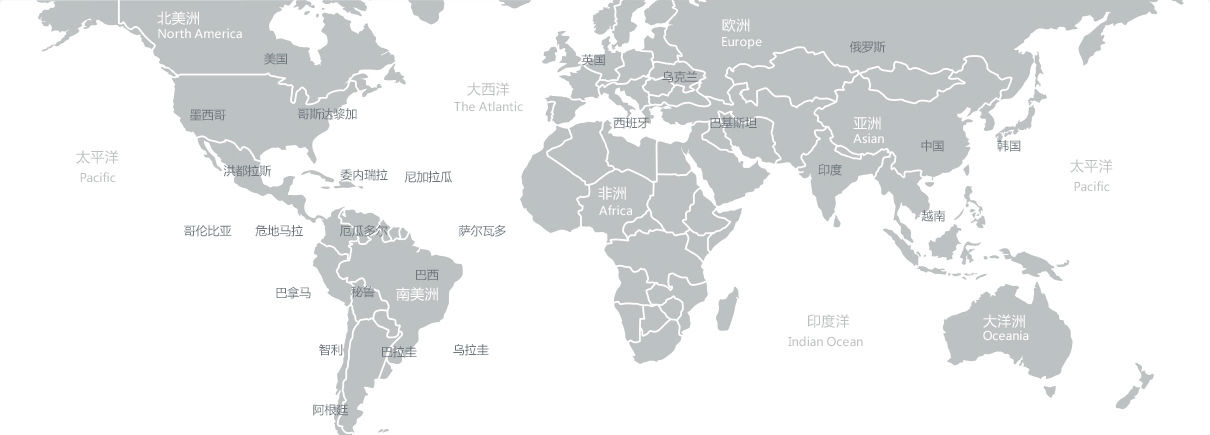 北美洲
North America
欧洲
Europe
俄罗斯
美国
英国
乌克兰
大西洋
The Atlantic
墨西哥
哥斯达黎加
西班牙
巴基斯坦
亚洲
Asian
中国
韩国
太平洋
Pacific
洪都拉斯
委内瑞拉
尼加拉瓜
印度
太平洋
Pacific
非洲
Africa
越南
哥伦比亚
危地马拉
厄瓜多尔
萨尔瓦多
巴西
巴拿马
秘鲁
南美洲
印度洋
Indian Ocean
大洋洲
Oceania
智利
巴拉圭
乌拉圭
阿根廷